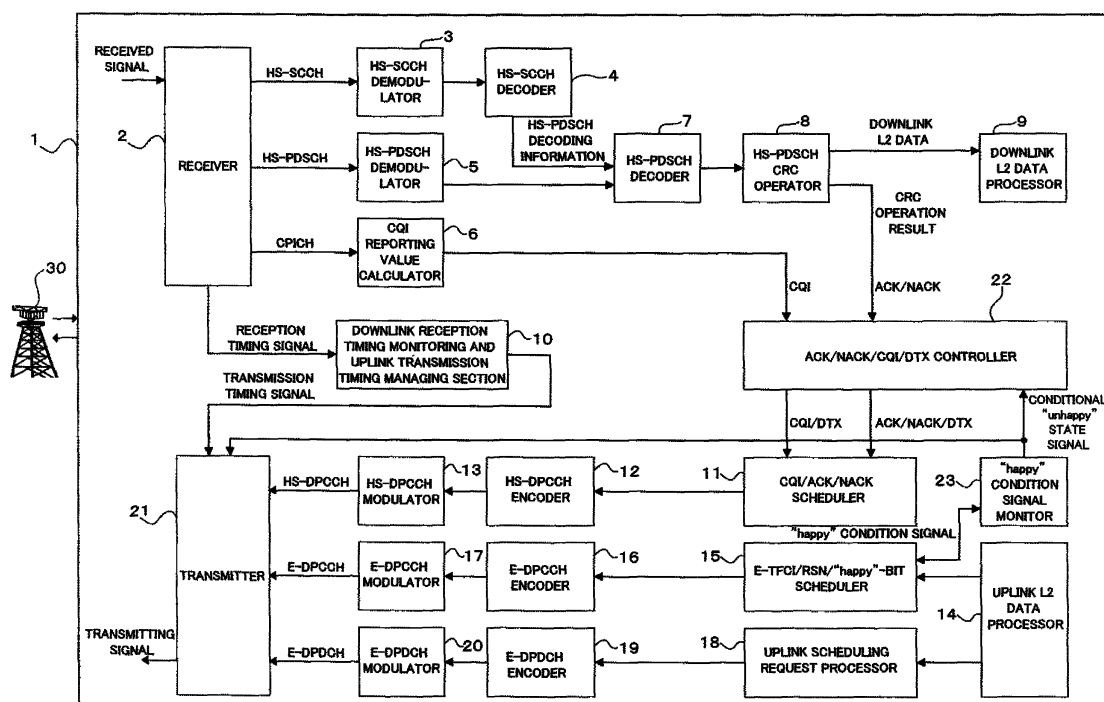 RECEIVED
SIGNAL
1
2
RECEIVER
HS-SCCH
3
HS-SCCH
DEMODU-
LATOR
HS-SCCH
DECODER
4
HS-PDSCH
HS-PDSCH
DEMODU-
LATOR
5
HS-PDSCH
DECODING
INFORMATION
7
HS-PDSCH
DECODER
8
HS-PDSCH
CRC
OPERATOR
DOWNLINK
L2 DATA
9
DOWNLINK
L2 DATA
PROCESSOR
CRC
OPERATION
RESULT
CPICH
CQI
REPORTING
VALUE
CALCULATOR
6
CQI
ACK/NACK
22
ACK/NACK/CQI/DTX CONTROLLER
30
RECEPTION
TIMING SIGNAL
DOWNLINK RECEPTION
TIMING MONITORING AND
UPLINK TRANSMISSION
TIMING MANAGING SECTION
10
TRANSMISSION
TIMING SIGNAL
CQI/DTX
ACK/NACK/DTX
CONDITIONAL
"unhappy"
STATE
SIGNAL
21
TRANSMITTER
HS-DPCCH
13
HS-DPCCH
MODULATOR
12
HS-DPCCH
ENCODER
11
CQI/ACK/NACK
SCHEDULER
23
"happy"
CONDITION
SIGNAL
MONITOR
"happy" CONDITION SIGNAL
E-DPCCH
17
E-DPCCH
MODULATOR
16
E-DPCCH
ENCODER
15
E-TFCI/RSN/"happy"-BIT
SCHEDULER
14
UPLINK L2
DATA
PROCESSOR
TRANSMITTING
SIGNAL
E-DPDCH
20
E-DPDCH
MODULATOR
19
E-DPDCH
ENCODER
18
UPLINK SCHEDULING
REQUEST PROCESSOR